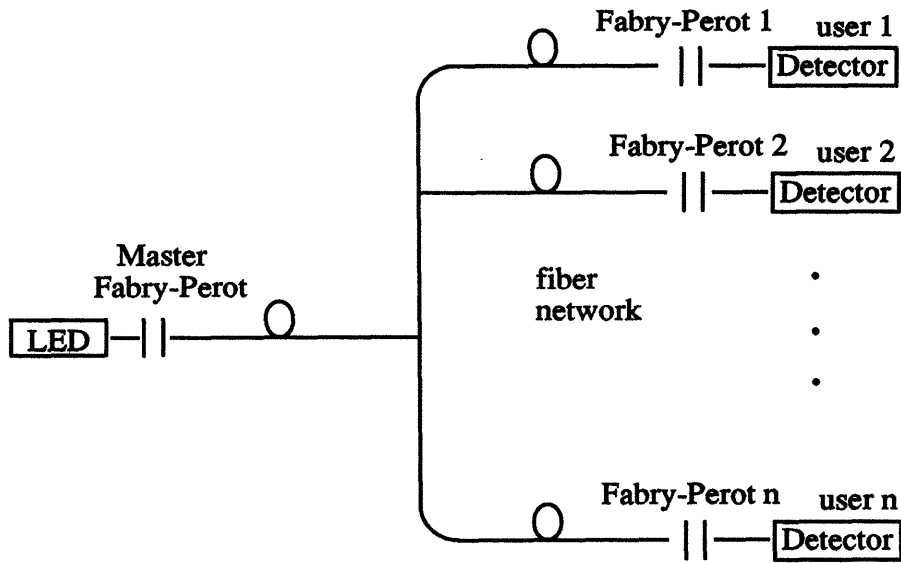 Fabry-Perot 1
user 1
Detector
Fabry-Perot 2
user 2
Detector
Master
Fabry-Perot
LED
fiber
network
Fabry-Perot n
user n
Detector